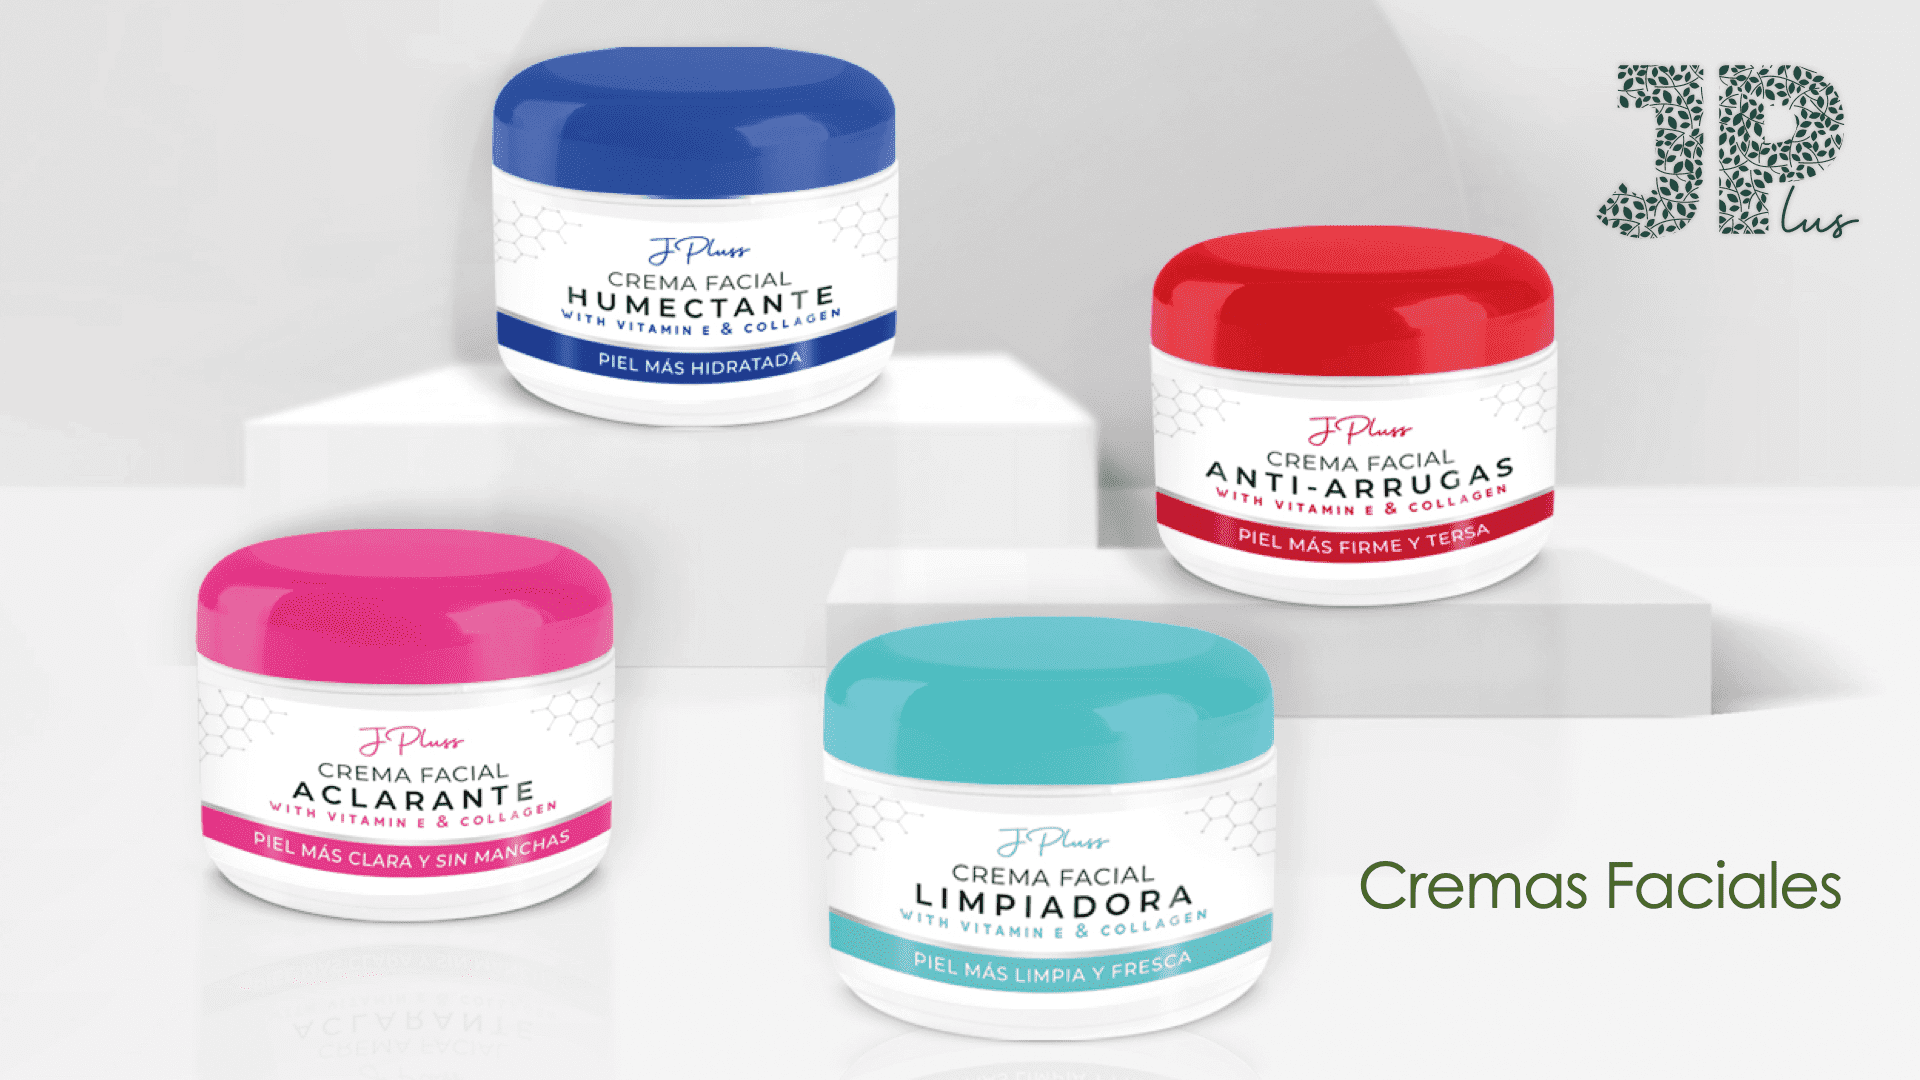 JPlus
J Pluss
CREMA FACIAL
HUMECTANTE
WITH VITAMIN E & COLLAGEN
PIEL MÁS HIDRATADA
J Pluss
CREMA FACIAL
ANTI-ARRUGAS
WITH VITAMIN E & COLLAGEN
PIEL MÁS FIRME Y TERSA
J Pluss
CREMA FACIAL
ACLARANTE
WITH VITAMIN E & COLLAGEN
PIEL MÁS CLARA Y SIN MANCHAS
J Pluss
CREMA FACIAL
LIMPIADORA
WITH VITAMIN E & COLLAGEN
PIEL MÁS LIMPIA Y FRESCA
Cremas Faciales